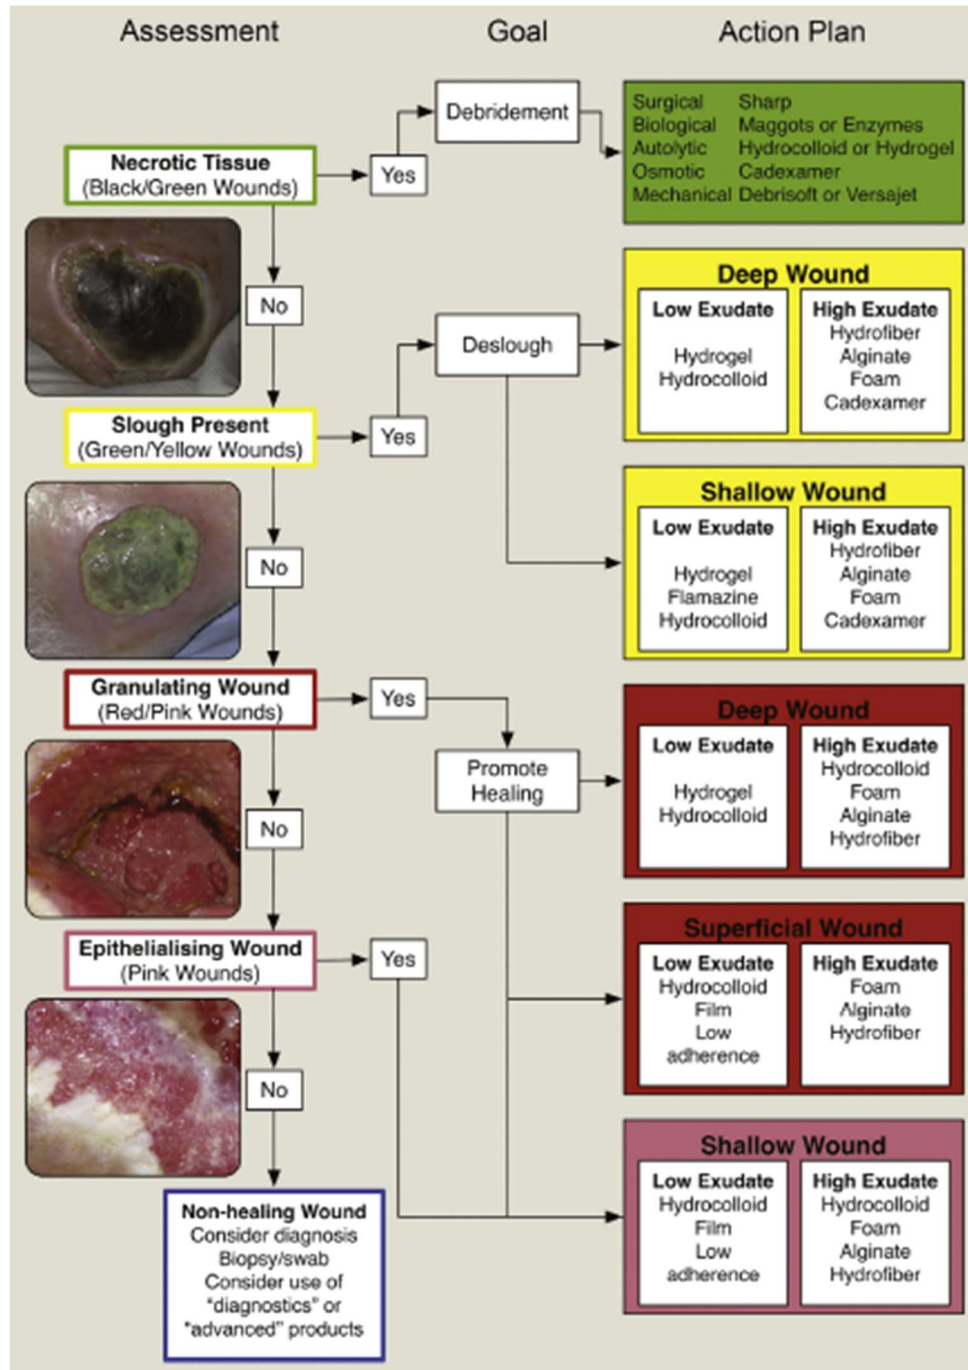 Assessment
Goal
Action Plan
Necrotic Tissue
(Black/Green Wounds)
Yes
Debridement
Surgical Sharp
Biological Maggots or Enzymes
Autolytic Hydrocolloid or Hydrogel
Osmotic Cadexamer
Mechanical Debrisoft or Versajet
No
Slough Present
(Green/Yellow Wounds)
Yes
Deslough
Deep Wound
Low Exudate
Hydrogel
Hydrocolloid
High Exudate
Hydrofiber
Alginate
Foam
Cadexamer
Shallow Wound
Low Exudate
Hydrogel
Flamazine
Hydrocolloid
High Exudate
Hydrofiber
Alginate
Foam
Cadexamer
No
Granulating Wound
(Red/Pink Wounds)
Yes
Promote
Healing
Deep Wound
Low Exudate
Hydrogel
Hydrocolloid
High Exudate
Hydrocolloid
Foam
Alginate
Hydrofiber
Superficial Wound
Low Exudate
Hydrocolloid
Film
Low
adherence
High Exudate
Foam
Alginate
Hydrofiber
No
Epithelialising Wound
(Pink Wounds)
Yes
Shallow Wound
Low Exudate
Hydrocolloid
Film
Low
adherence
High Exudate
Hydrocolloid
Foam
Alginate
Hydrofiber
No
Non-healing Wound
Consider diagnosis
Biopsy/swab
Consider use of
"diagnostics" or
"advanced" products